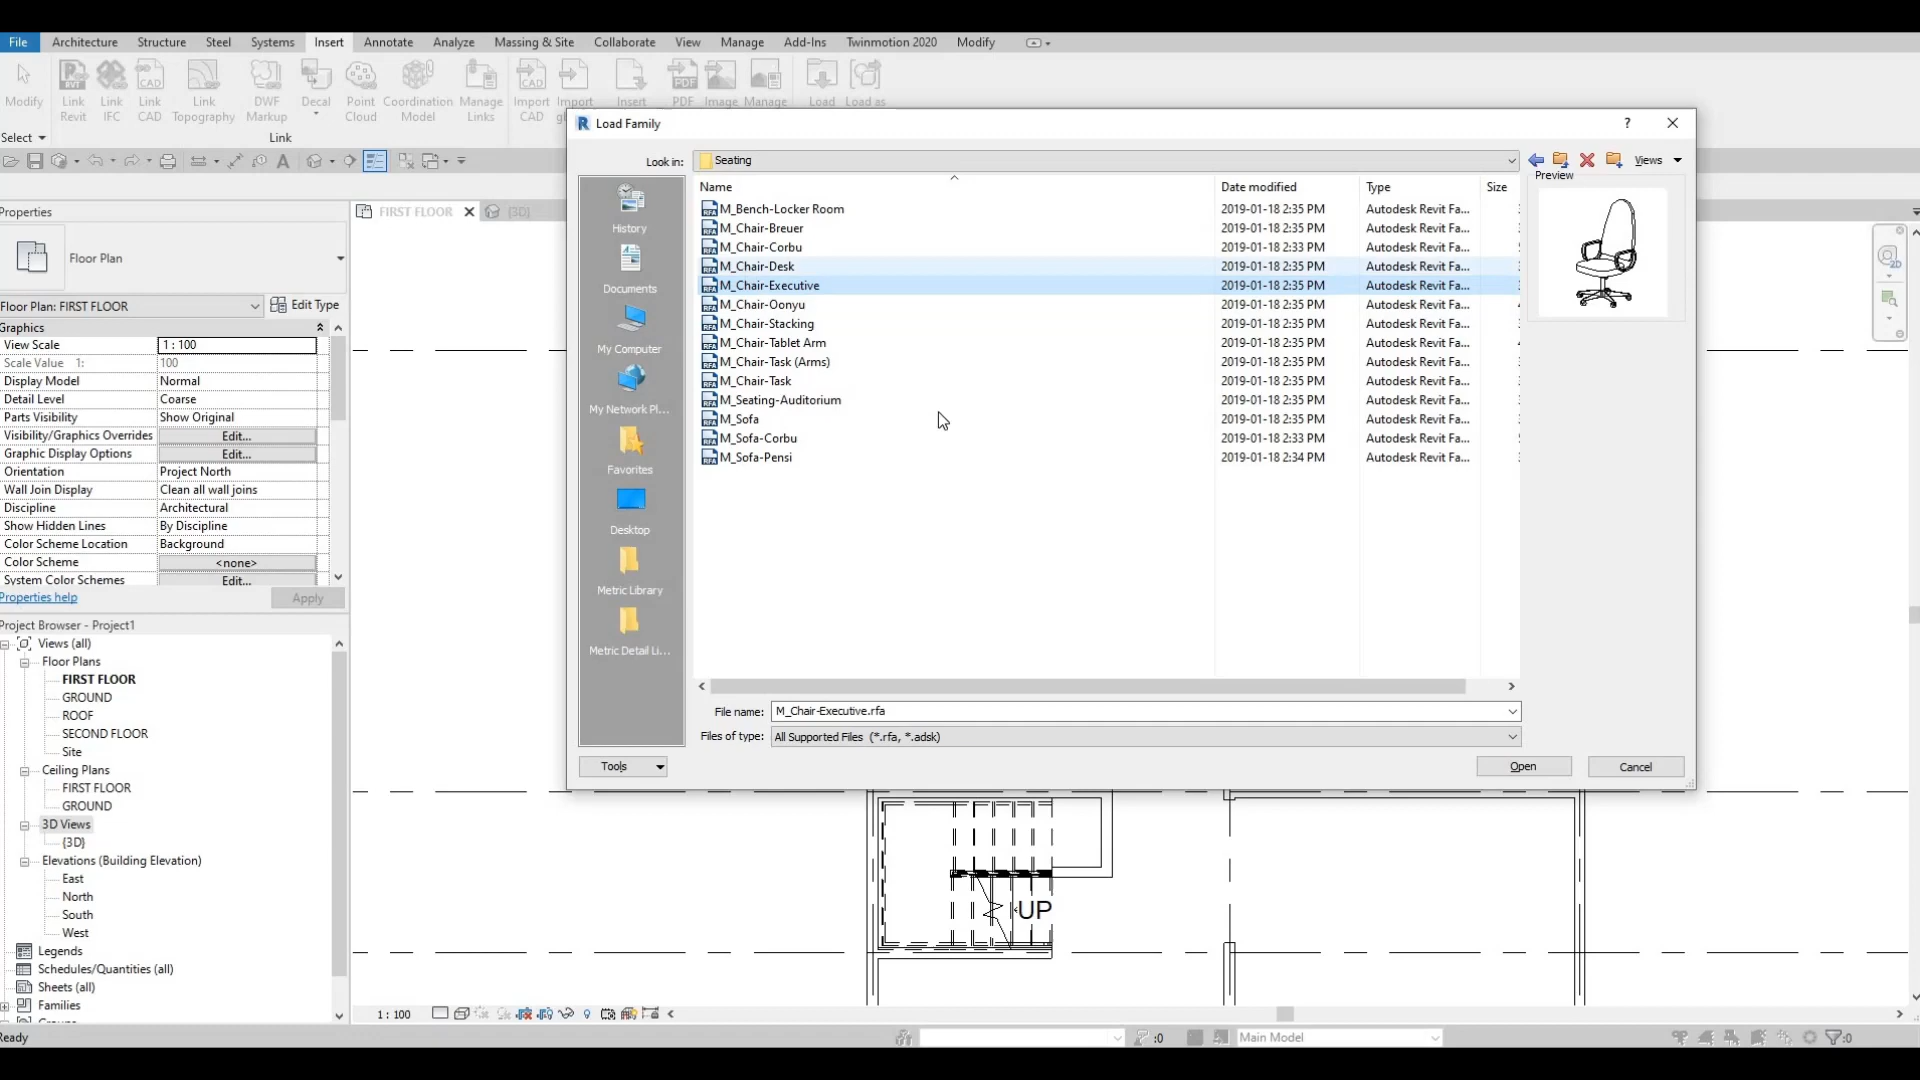 File Architecture Structure Steel Systems Insert Annotate Analyze Massing & Site Collaborate View Manage Add-Ins Twinmotion 2020 Modify
Modify Link Revit Link IFC Link CAD Link Topography DWF Markup Decal Point Cloud Coordination Model Manage Links Import CAD Import Insert PDF Image Manage Load Load as
Select Link
Load Family
Look in: Seating Views
Preview
Name Date modified Type Size
M_Bench-Locker Room 2019-01-18 2:35 PM Autodesk Revit Fa...
M_Chair-Breuer 2019-01-18 2:35 PM Autodesk Revit Fa...
M_Chair-Corbu 2019-01-18 2:33 PM Autodesk Revit Fa...
M_Chair-Desk 2019-01-18 2:35 PM Autodesk Revit Fa...
M_Chair-Executive 2019-01-18 2:35 PM Autodesk Revit Fa...
M_Chair-Oonyu 2019-01-18 2:35 PM Autodesk Revit Fa...
M_Chair-Stacking 2019-01-18 2:35 PM Autodesk Revit Fa...
M_Chair-Tablet Arm 2019-01-18 2:35 PM Autodesk Revit Fa...
M_Chair-Task (Arms) 2019-01-18 2:35 PM Autodesk Revit Fa...
M_Chair-Task 2019-01-18 2:35 PM Autodesk Revit Fa...
M_Seating-Auditorium 2019-01-18 2:35 PM Autodesk Revit Fa...
M_Sofa 2019-01-18 2:35 PM Autodesk Revit Fa...
M_Sofa-Corbu 2019-01-18 2:33 PM Autodesk Revit Fa...
M_Sofa-Pensi 2019-01-18 2:34 PM Autodesk Revit Fa...
History
Documents
My Computer
My Network Pl...
Favorites
Desktop
Metric Library
Metric Detail Li...
File name: M_Chair-Executive.rfa
Files of type: All Supported Files (*.rfa, *.adsk)
Tools Open Cancel
FIRST FLOOR {3D}
Properties
Floor Plan
Floor Plan: FIRST FLOOR Edit Type
Graphics
View Scale 1 : 100
Scale Value 1: 100
Display Model Normal
Detail Level Coarse
Parts Visibility Show Original
Visibility/Graphics Overrides Edit...
Graphic Display Options Edit...
Orientation Project North
Wall Join Display Clean all wall joins
Discipline Architectural
Show Hidden Lines By Discipline
Color Scheme Location Background
Color Scheme <none>
System Color Schemes Edit...
Properties help Apply
Project Browser - Project1
Views (all)
Floor Plans
FIRST FLOOR
GROUND
ROOF
SECOND FLOOR
Site
Ceiling Plans
FIRST FLOOR
GROUND
3D Views
{3D}
Elevations (Building Elevation)
East
North
South
West
Legends
Schedules/Quantities (all)
Sheets (all)
Families
UP
1 : 100
Ready :0 Main Model :0